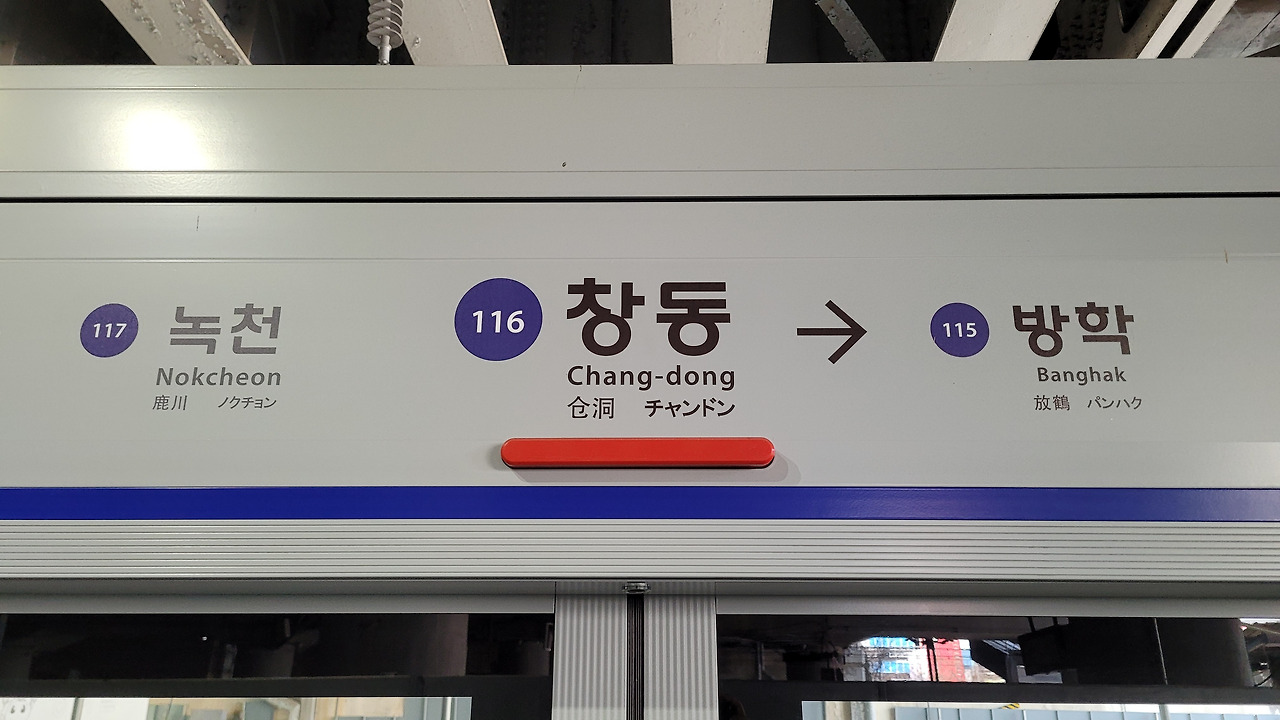 117 녹천
Nokcheon
鹿川 ノクチョン
116 창동
Chang-dong
仓洞 チャンドン
→
115 방학
Banghak
放鶴 パンハク